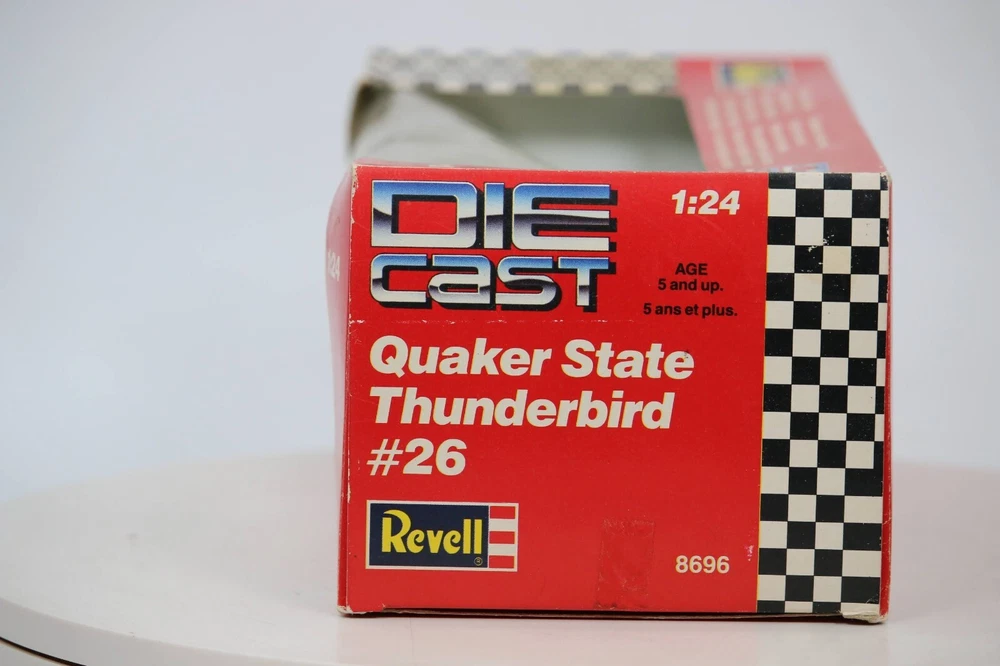 DIE
CAST
1:24
AGE
5 and up.
5 ans et plus.
Quaker State
Thunderbird
#26
Revell
®
8696